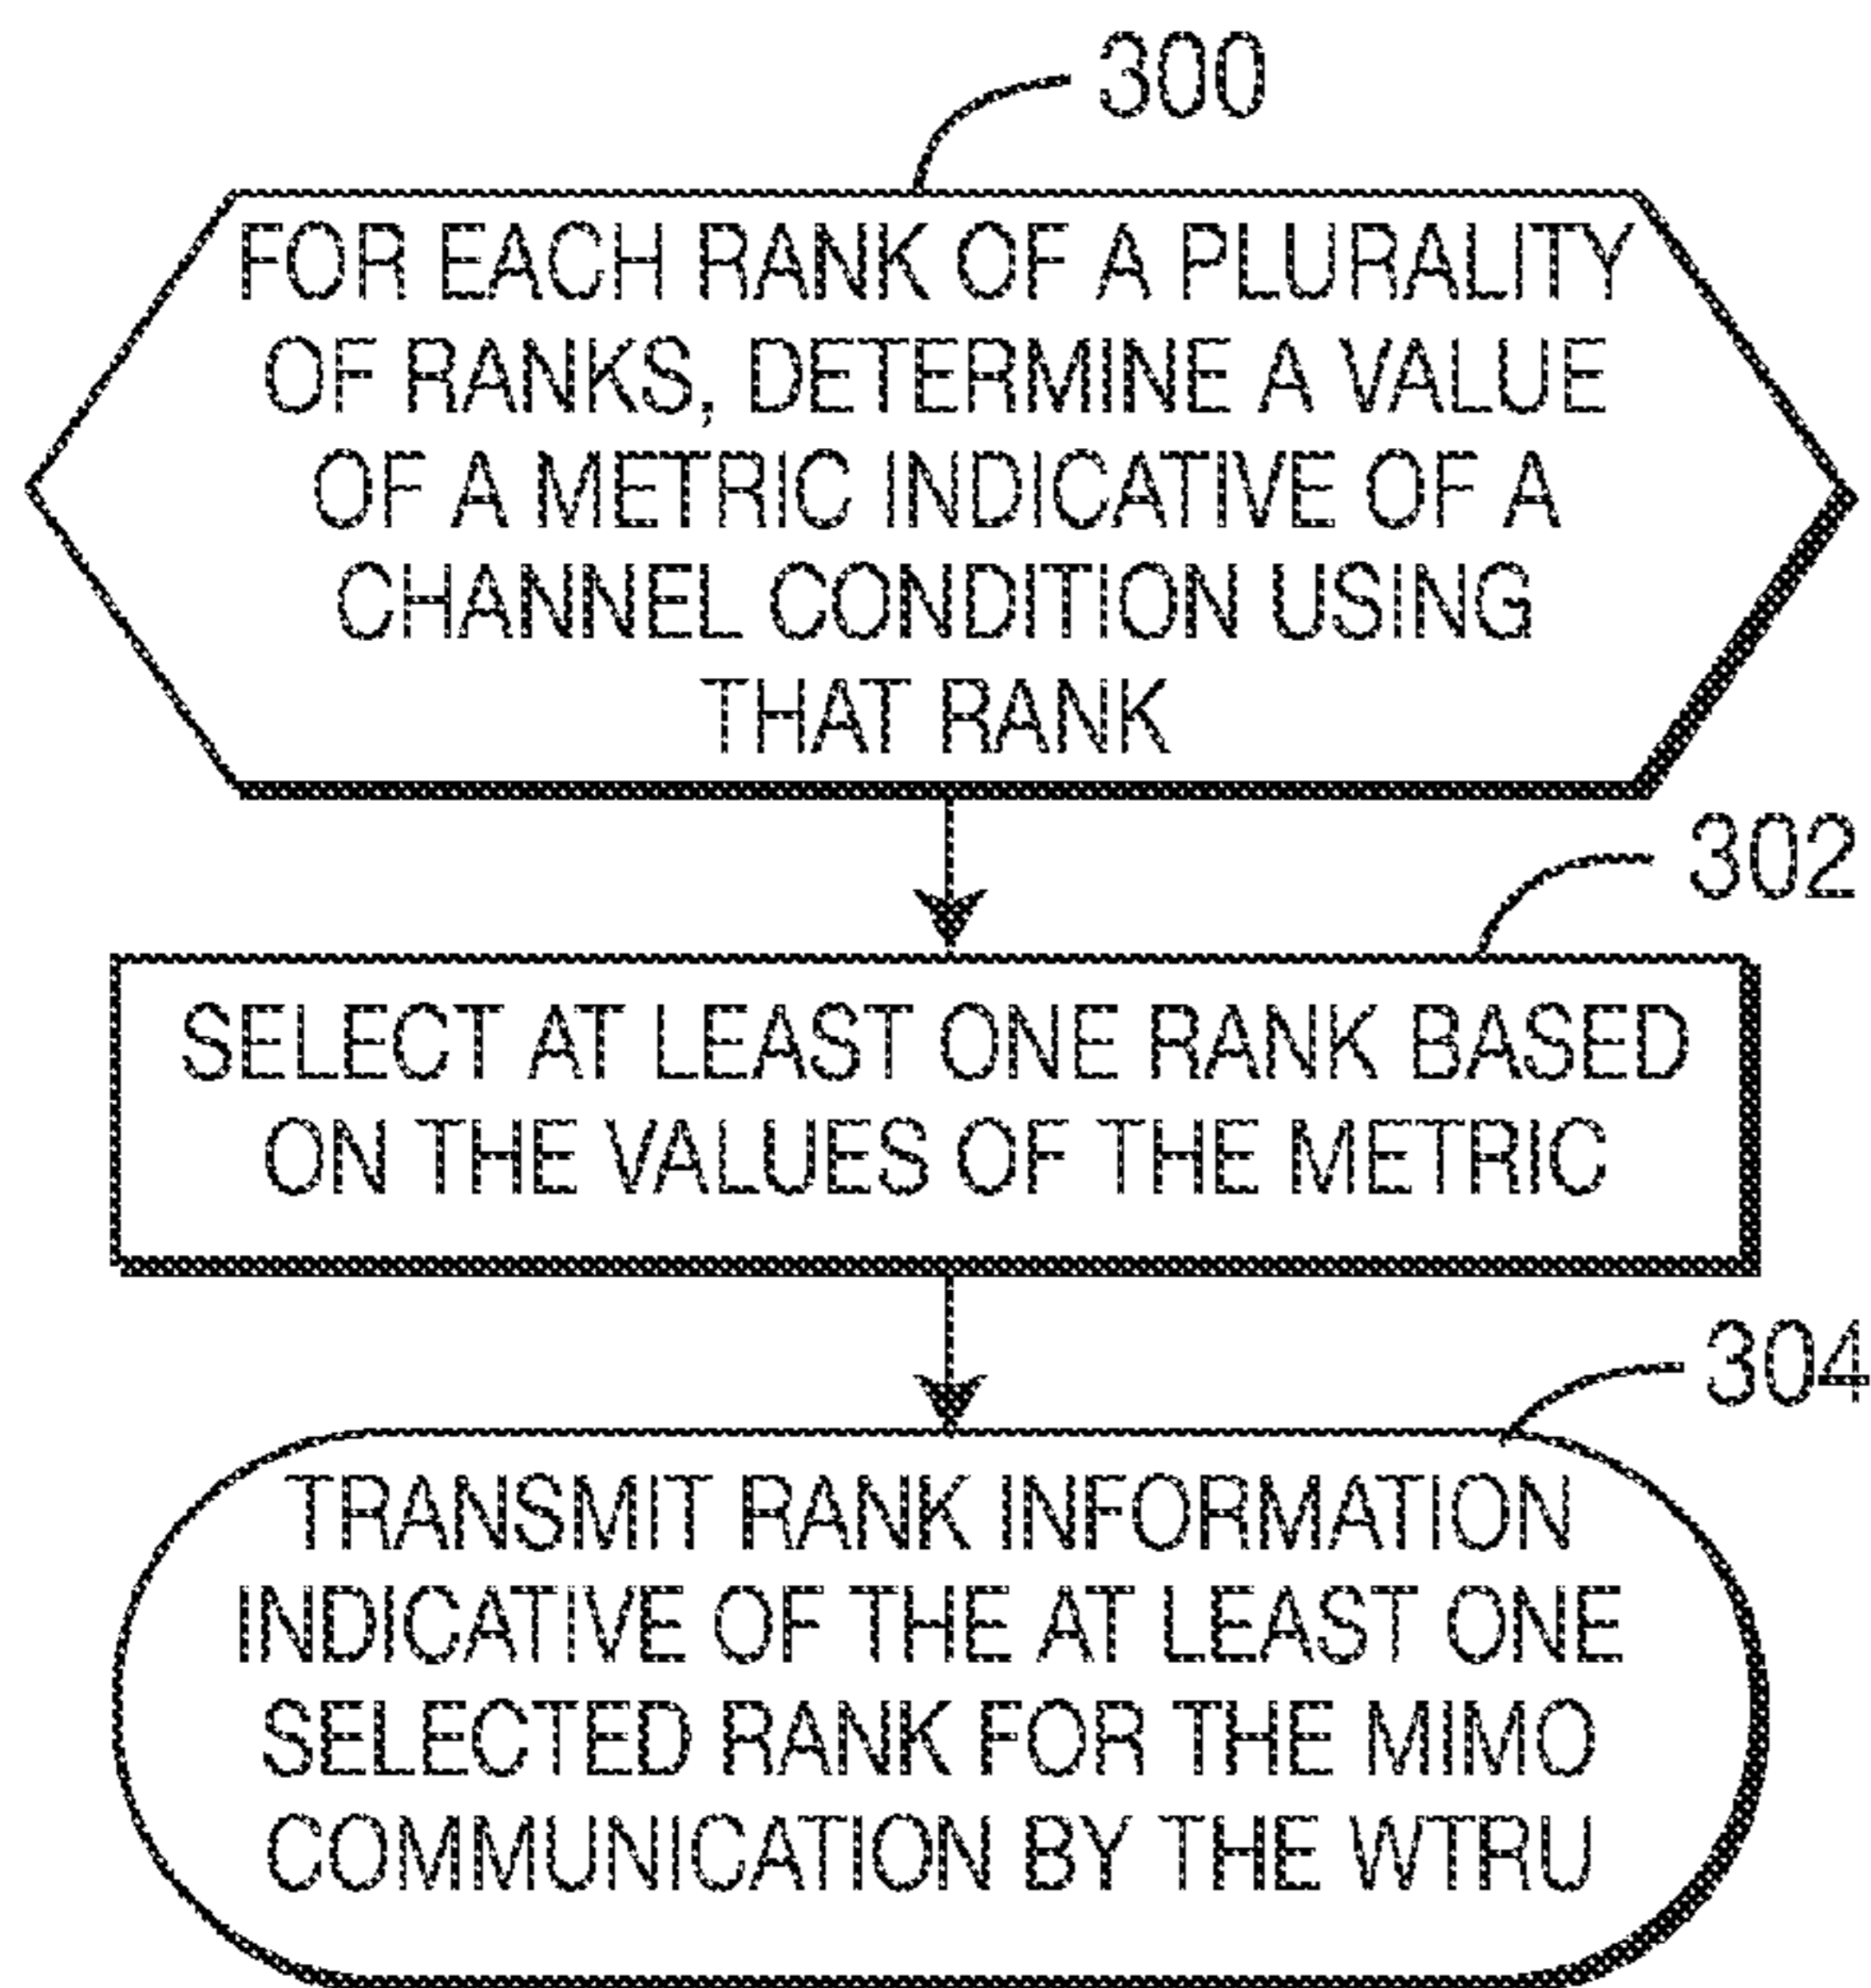 300
FOR EACH RANK OF A PLURALITY
OF RANKS, DETERMINE A VALUE
OF A METRIC INDICATIVE OF A
CHANNEL CONDITION USING
THAT RANK
302
SELECT AT LEAST ONE RANK BASED
ON THE VALUES OF THE METRIC
304
TRANSMIT RANK INFORMATION
INDICATIVE OF THE AT LEAST ONE
SELECTED RANK FOR THE MIMO
COMMUNICATION BY THE WTRU